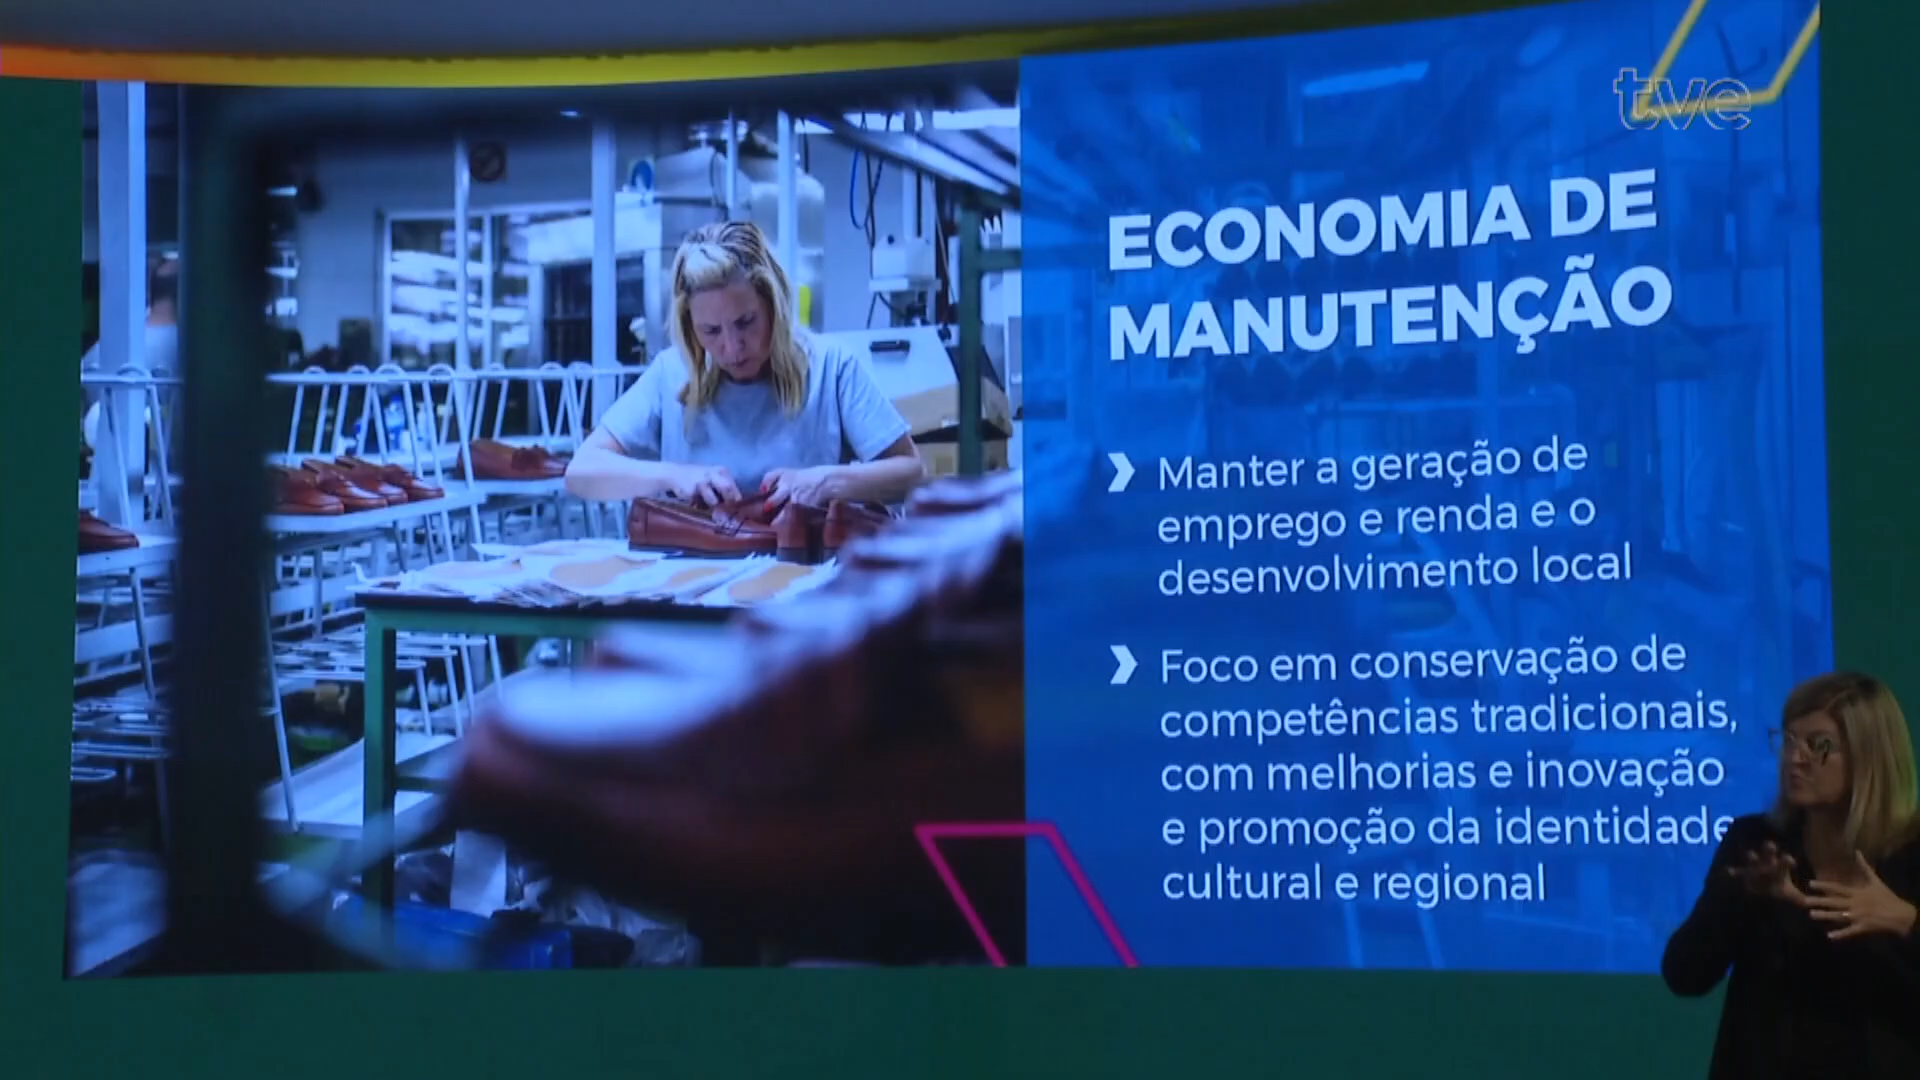 tve
ECONOMIA DE
MANUTENÇÃO
Manter a geração de
emprego e renda e o
desenvolvimento local
Foco em conservação de
competências tradicionais,
com melhorias e inovação
e promoção da identidade
cultural e regional